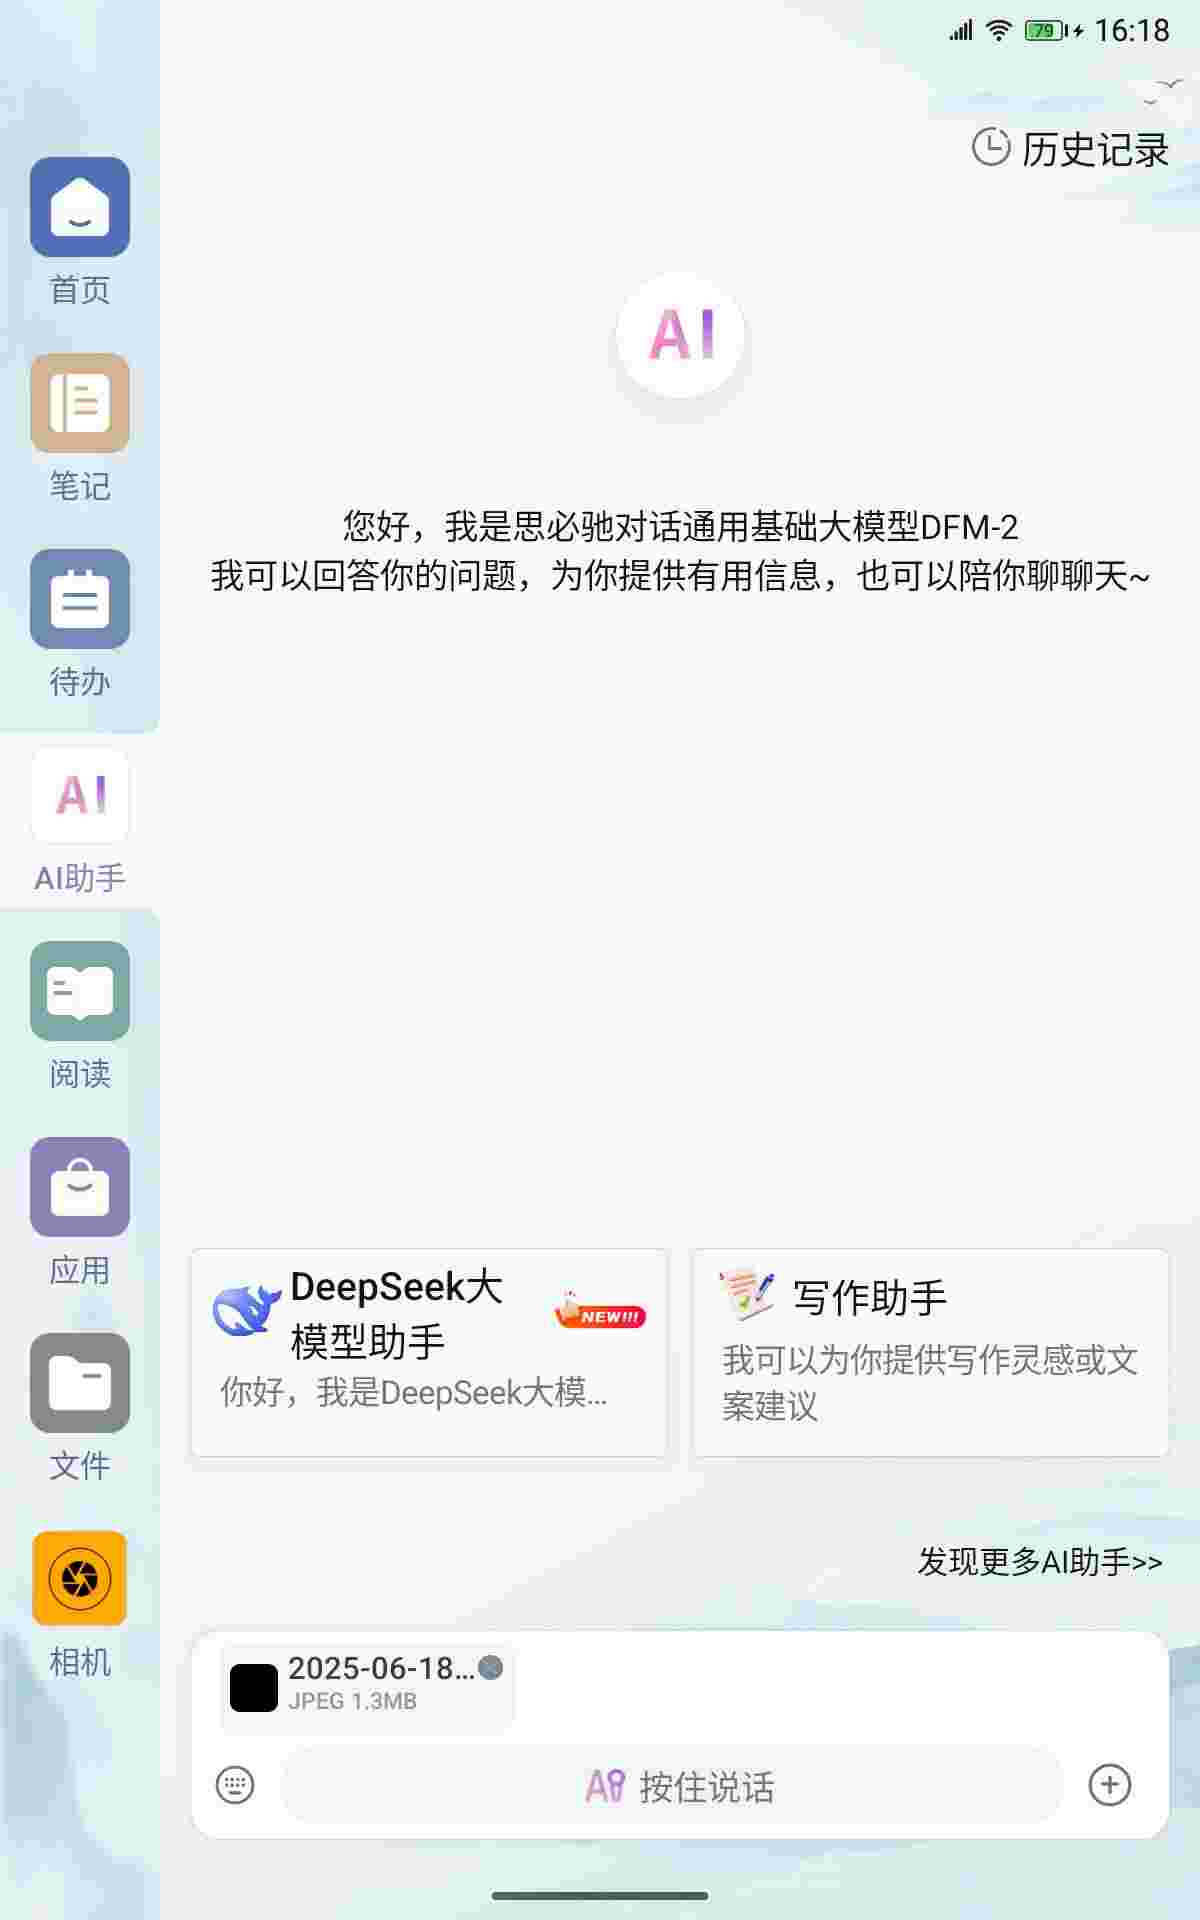 79 16:18
历史记录
首页
笔记
待办
AI
AI助手
阅读
应用
文件
相机
AI
您好，我是思必驰对话通用基础大模型DFM-2
我可以回答你的问题，为你提供有用信息，也可以陪你聊聊天~
DeepSeek大
模型助手
NEW!!!
你好，我是DeepSeek大模...
写作助手
我可以为你提供写作灵感或文
案建议
发现更多AI助手>>
2025-06-18...
JPEG 1.3MB
按住说话